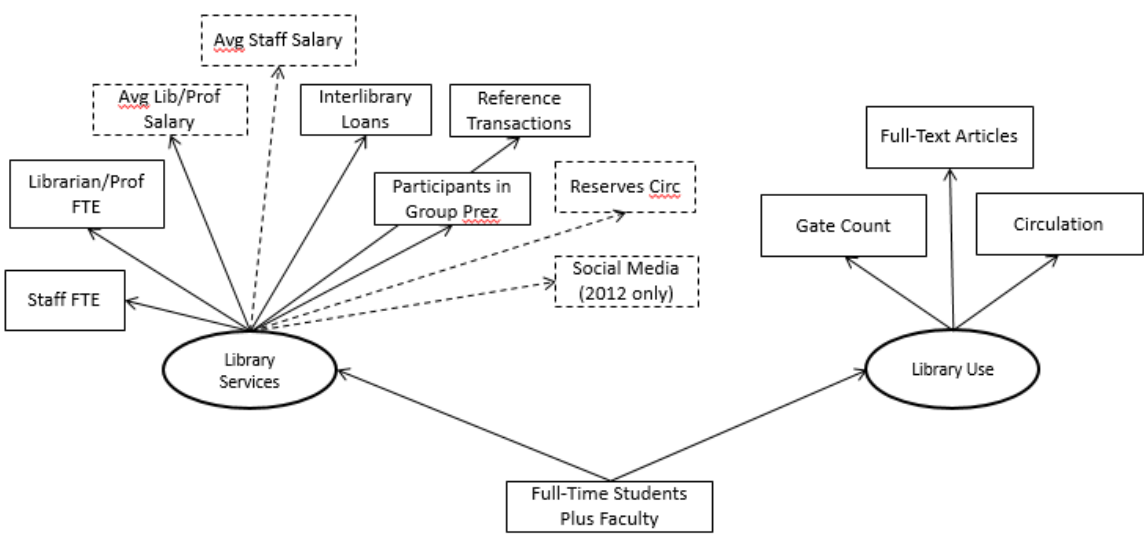 Avg Staff Salary
Avg Lib/Prof
Salary
Interlibrary
Loans
Reference
Transactions
Full-Text Articles
Librarian/Prof
FTE
Participants in
Group Prez
Reserves Circ
Gate Count
Circulation
Staff FTE
Social Media
(2012 only)
Library
Services
Library Use
Full-Time Students
Plus Faculty